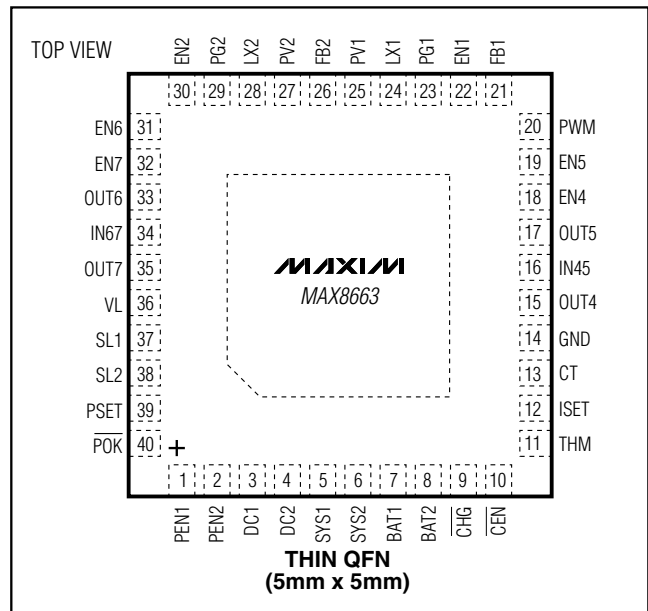 TOP VIEW
EN2 PG2 LX2 PV2 FB2 PV1 LX1 PG1 EN1 FB1
30 29 28 27 26 25 24 23 22 21
EN6 31
EN7 32
OUT6 33
IN67 34
OUT7 35
VL 36
SL1 37
SL2 38
PSET 39
POK 40
+
MAXIM
MAX8663
20 PWM
19 EN5
18 EN4
17 OUT5
16 IN45
15 OUT4
14 GND
13 CT
12 ISET
11 THM
1 2 3 4 5 6 7 8 9 10
PEN1 PEN2 DC1 DC2 SYS1 SYS2 BAT1 BAT2 CHG CEN
THIN QFN
(5mm x 5mm)